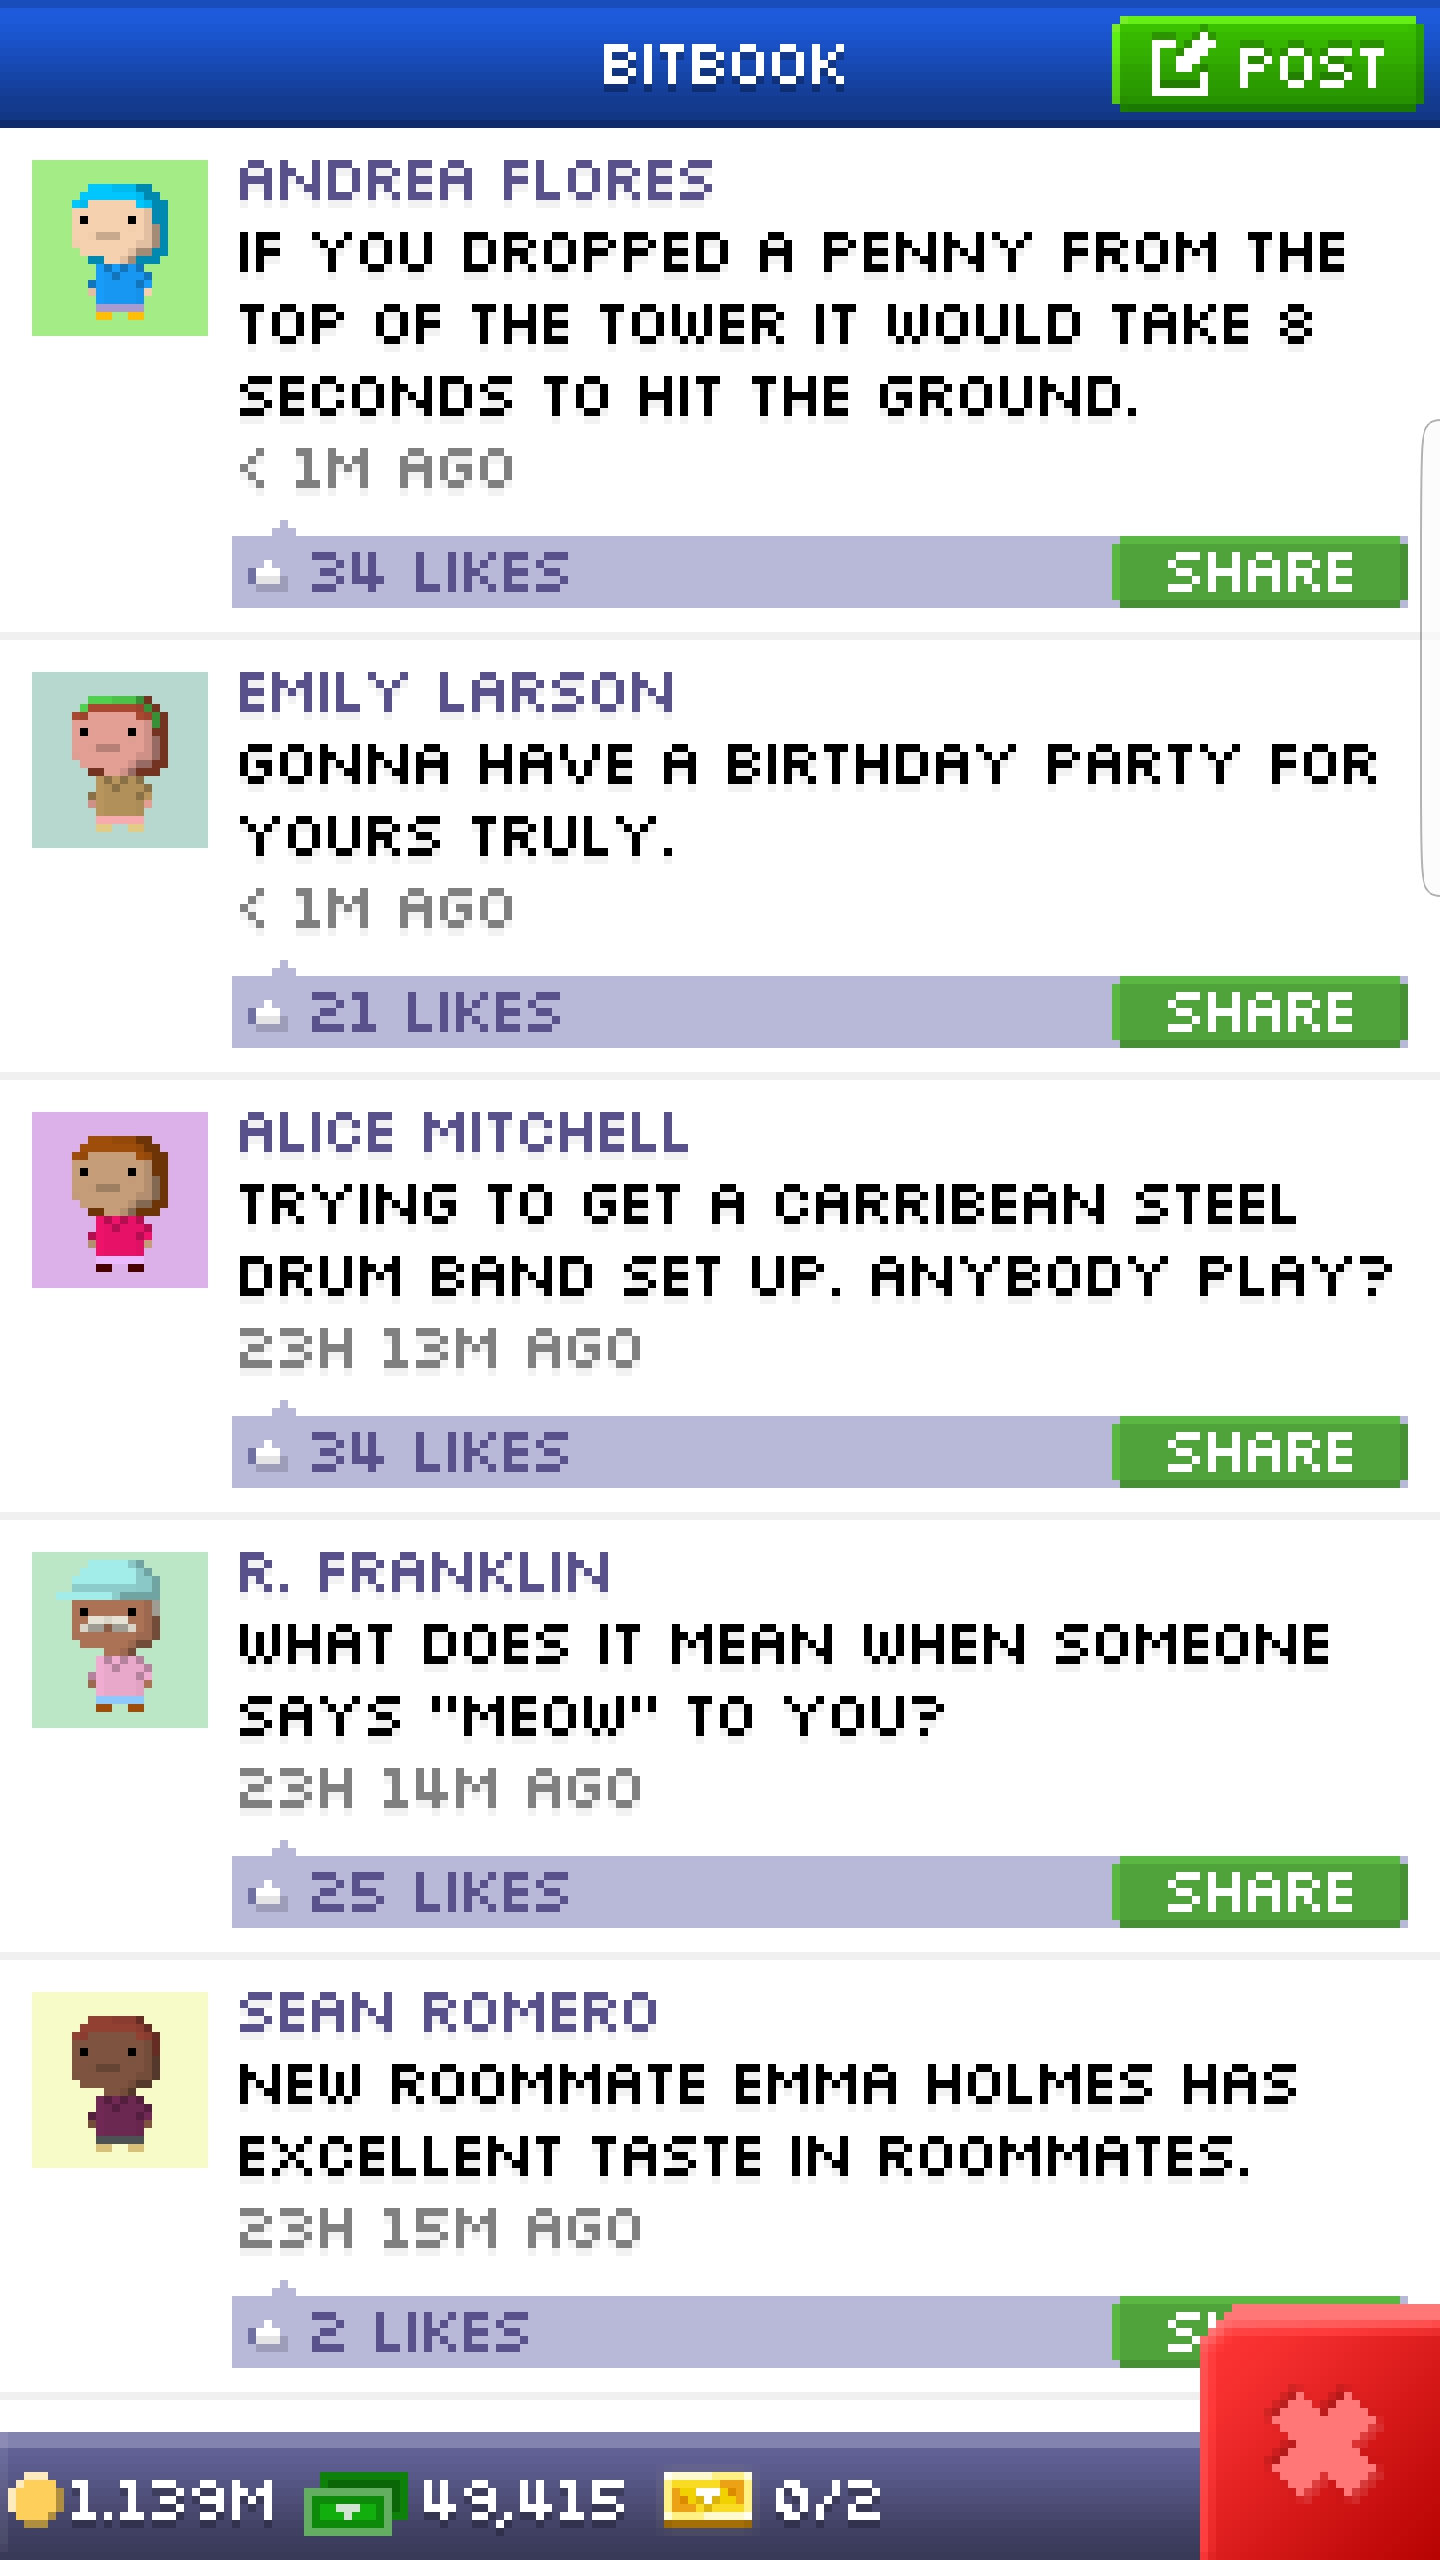 BITBOOK
POST
ANDREA FLORES
IF YOU DROPPED A PENNY FROM THE
TOP OF THE TOWER IT WOULD TAKE 8
SECONDS TO HIT THE GROUND.
< 1M AGO
34 LIKES
SHARE
EMILY LARSON
GONNA HAVE A BIRTHDAY PARTY FOR
YOURS TRULY.
< 1M AGO
21 LIKES
SHARE
ALICE MITCHELL
TRYING TO GET A CARRIBEAN STEEL
DRUM BAND SET UP. ANYBODY PLAY?
23H 13M AGO
34 LIKES
SHARE
R. FRANKLIN
WHAT DOES IT MEAN WHEN SOMEONE
SAYS "MEOW" TO YOU?
23H 14M AGO
25 LIKES
SHARE
SEAN ROMERO
NEW ROOMMATE EMMA HOLMES HAS
EXCELLENT TASTE IN ROOMMATES.
23H 15M AGO
2 LIKES
1.139M
49,415
0/2